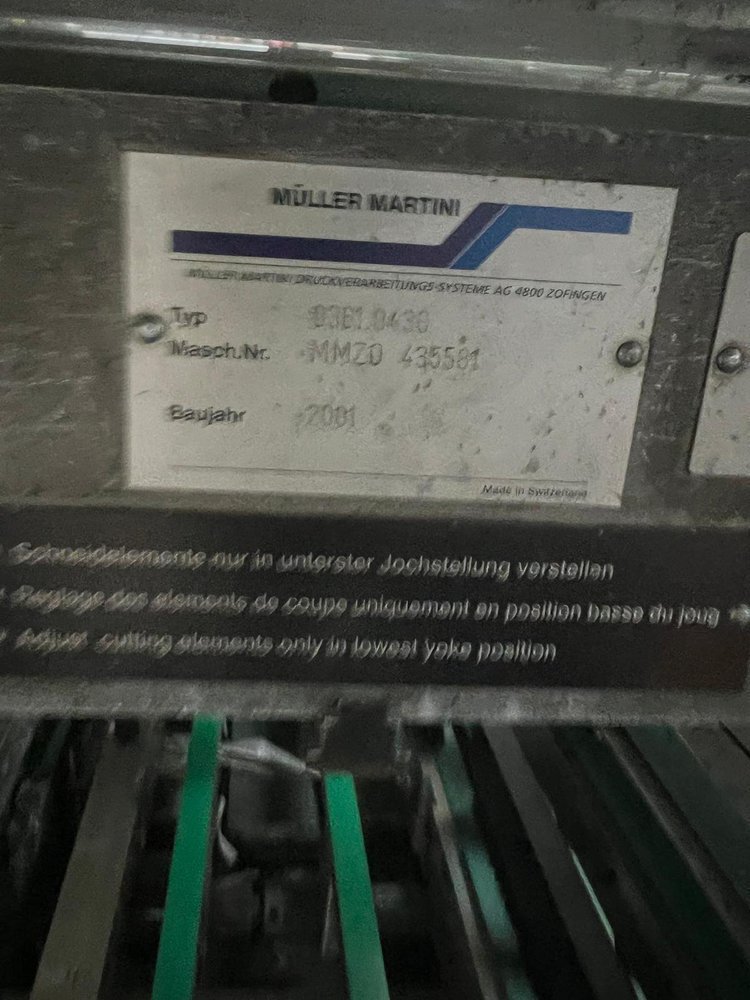 MÜLLER MARTINI
MÜLLER MARTINI DRUCKVERARBEITUNGS-SYSTEME AG 4800 ZOFINGEN
Typ
Masch.Nr. MMZO 435581
Baujahr 2001
Made in Switzerland
Schneidelemente nur in unterster Jochstellung verstellen
Reglage des elements de coupe uniquement en position basse du joug
Adjust cutting elements only in lowest yoke position